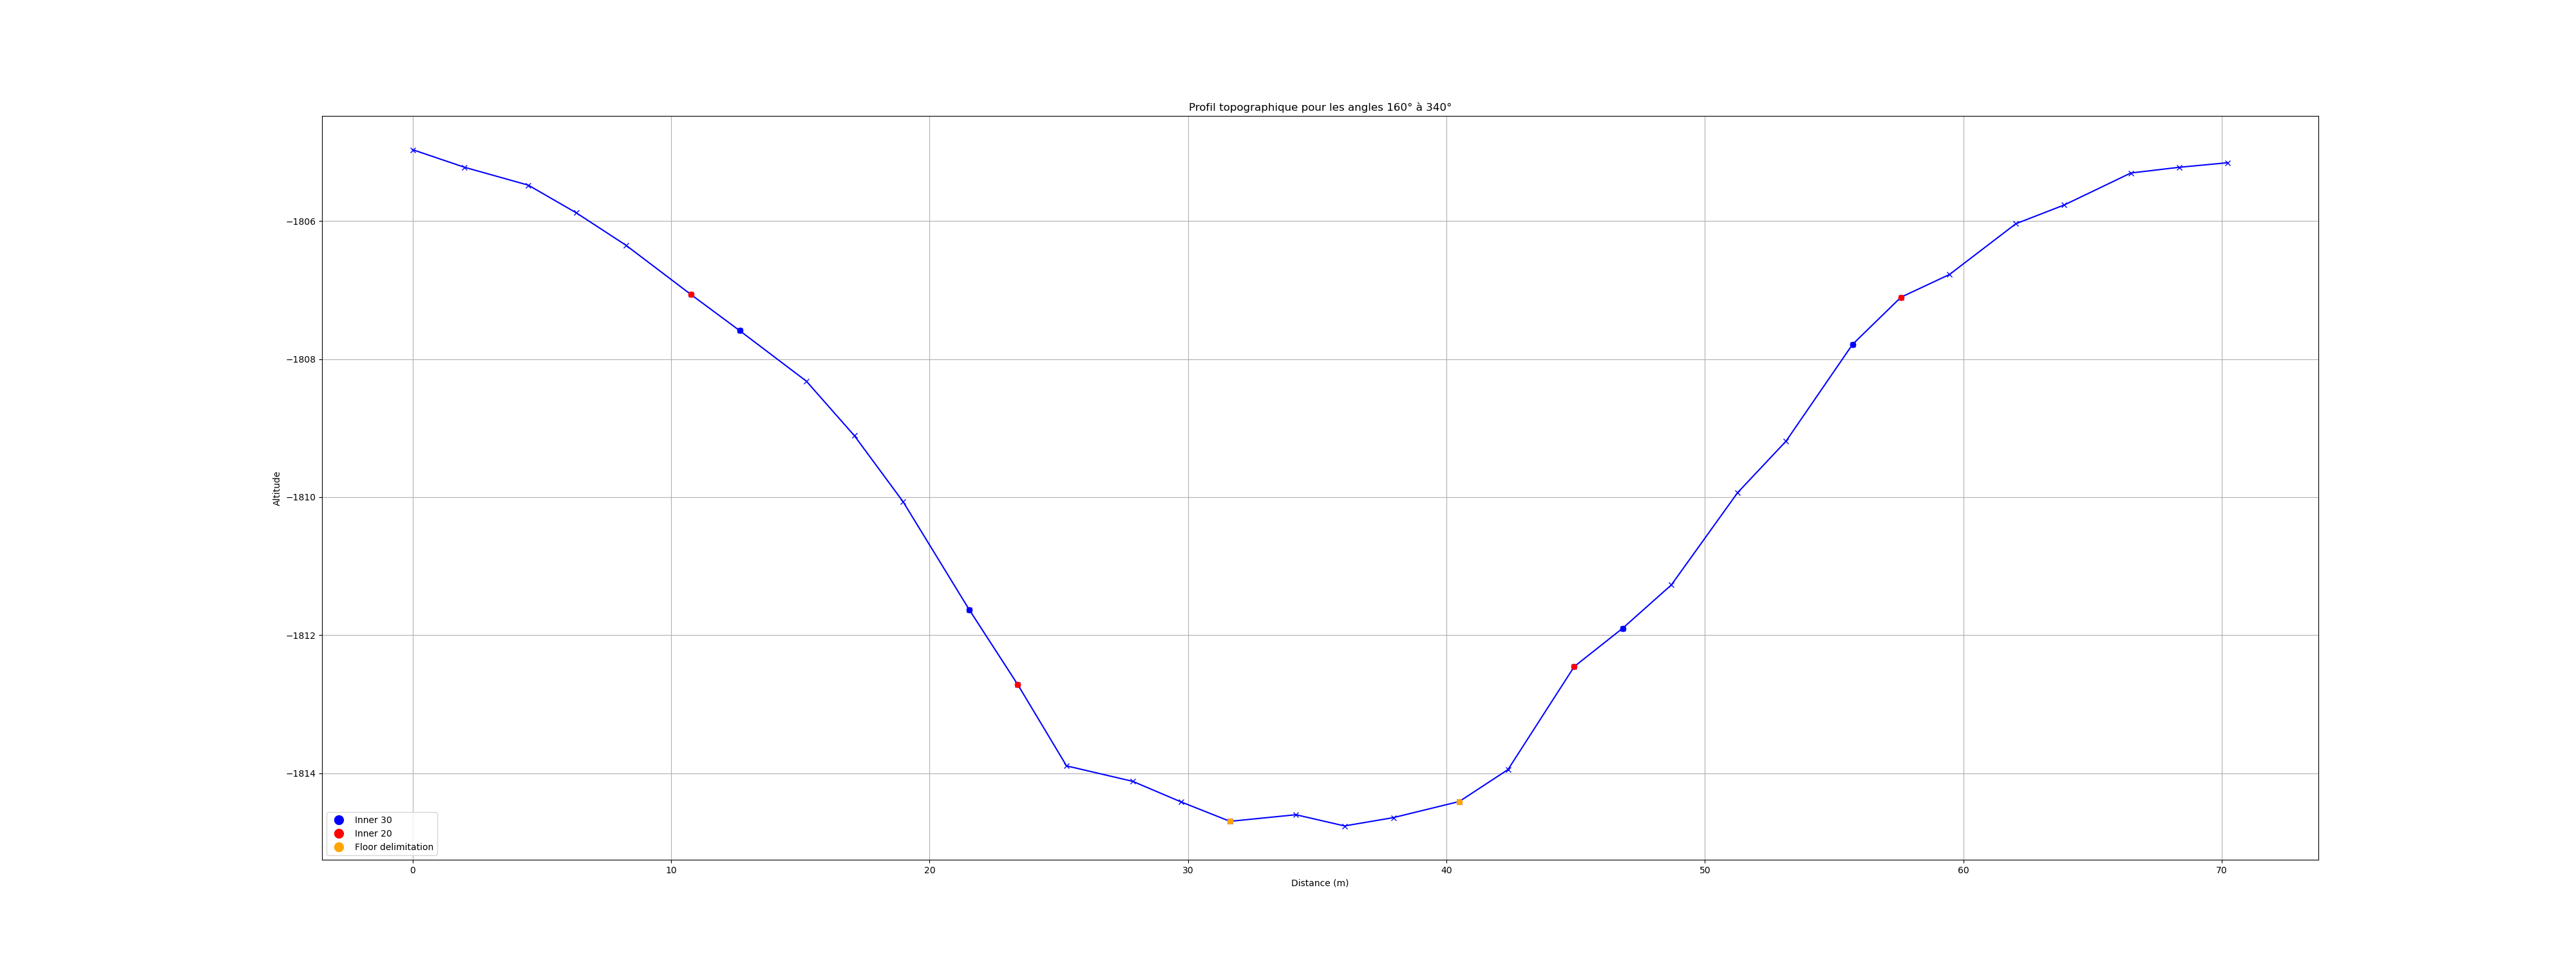 Profil topographique pour les angles 160° à 340°
Altitude
−1806
−1808
−1810
−1812
−1814
Inner 30
Inner 20
Floor delimitation
0 10 20 30 40 50 60 70
Distance (m)